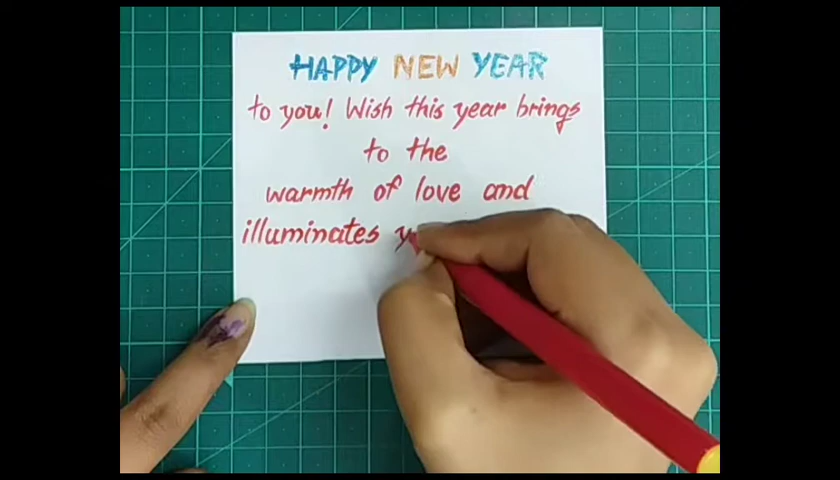 HAPPY NEW YEAR
to you! Wish this year brings
to the
warmth of love and
illuminates y